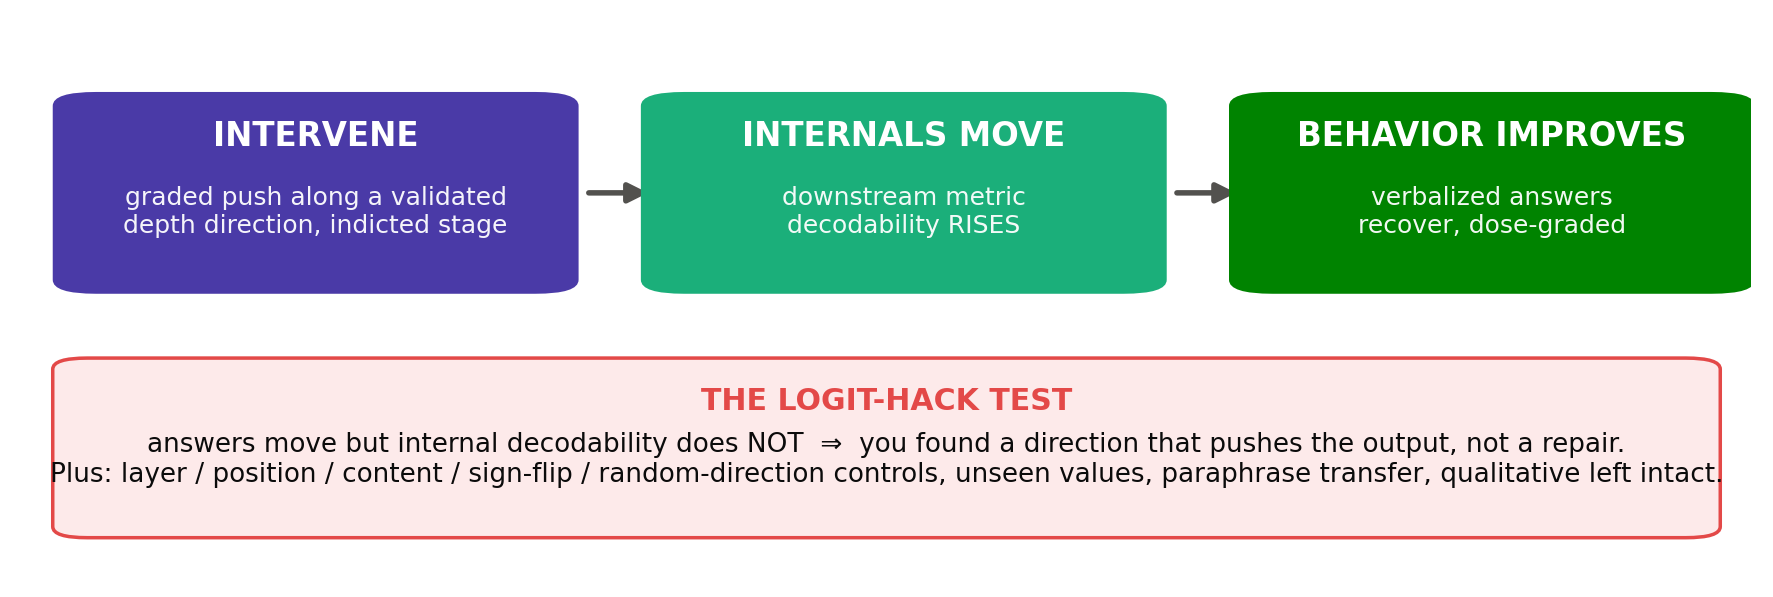 INTERVENE
graded push along a validated
depth direction, indicted stage
INTERNALS MOVE
downstream metric
decodability RISES
BEHAVIOR IMPROVES
verbalized answers
recover, dose-graded
THE LOGIT-HACK TEST
answers move but internal decodability does NOT ⇒ you found a direction that pushes the output, not a repair.
Plus: layer / position / content / sign-flip / random-direction controls, unseen values, paraphrase transfer, qualitative left intact.